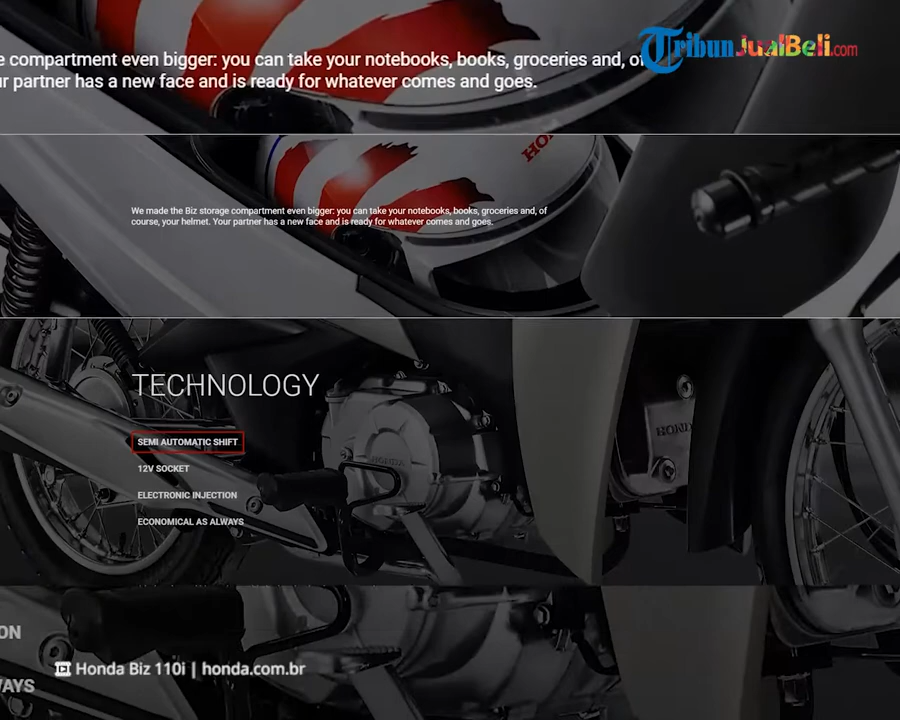 e compartment even bigger: you can take your notebooks, books, groceries and, of
ur partner has a new face and is ready for whatever comes and goes.
TribunJualBeli.com
HO
We made the Biz storage compartment even bigger: you can take your notebooks, books, groceries and, of
course, your helmet. Your partner has a new face and is ready for whatever comes and goes.
TECHNOLOGY
SEMI AUTOMATIC SHIFT
12V SOCKET
ELECTRONIC INJECTION
ECONOMICAL AS ALWAYS
HONDA
HONDA
ON
WAYS
Honda Biz 110i | honda.com.br